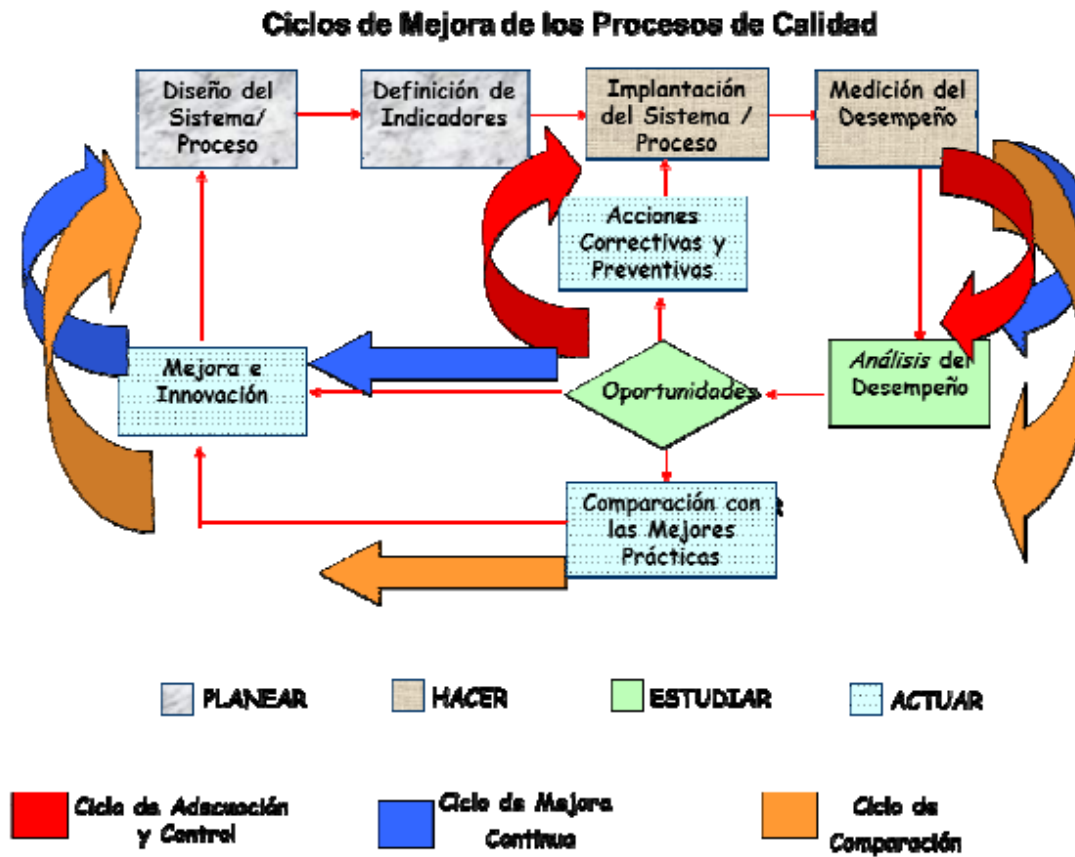 Ciclos de Mejora de los Procesos de Calidad
Diseño del
Sistema/
Proceso
Definición de
Indicadores
Implantación
del Sistema /
Proceso
Medición del
Desempeño
Acciones
Correctivas y
Preventivas
Mejora e
Innovación
Oportunidades
Análisis del
Desempeño
Comparación con
las Mejores
Prácticas
PLANEAR
HACER
ESTUDIAR
ACTUAR
Ciclo de Adecuación
y Control
Ciclo de Mejora
Continua
Ciclo de
Comparación